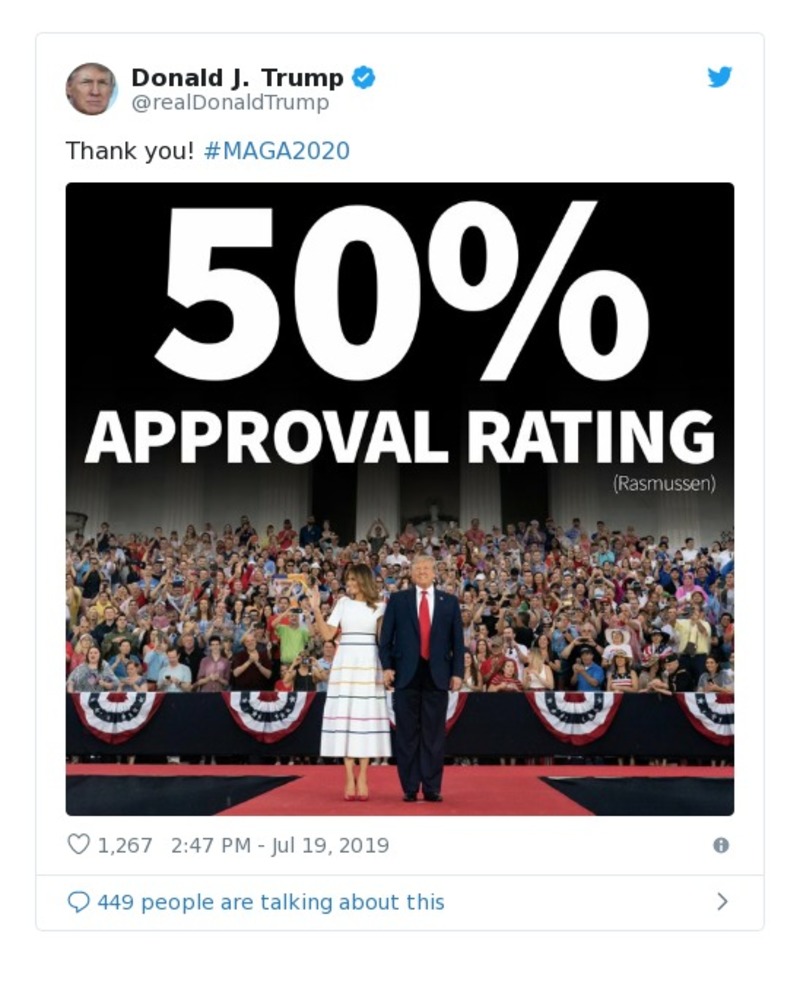 Donald J. Trump
@realDonaldTrump
Thank you! #MAGA2020
50%
APPROVAL RATING
(Rasmussen)
1,267 2:47 PM - Jul 19, 2019
449 people are talking about this